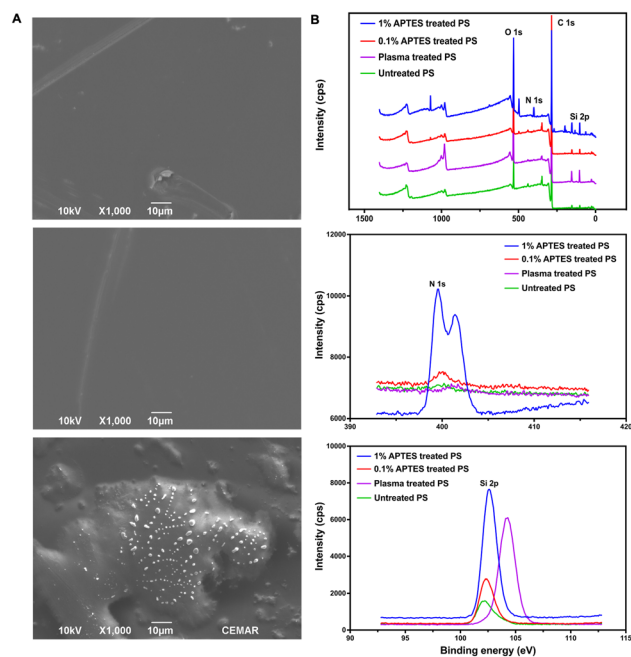 A
10kV X1,000 10µm
10kV X1,000 10µm
10kV X1,000 10µm CEMAR
B
1% APTES treated PS
0.1% APTES treated PS
Plasma treated PS
Untreated PS
O 1s
C 1s
N 1s
Si 2p
Intensity (cps)
1500 1000 500 0
12000
10000
8000
6000
Intensity (cps)
N 1s
1% APTES treated PS
0.1% APTES treated PS
Plasma treated PS
Untreated PS
390 400 410 420
10000
8000
6000
4000
2000
0
Intensity (cps)
1% APTES treated PS
0.1% APTES treated PS
Plasma treated PS
Untreated PS
Si 2p
90 95 100 105 110 115
Binding energy (eV)